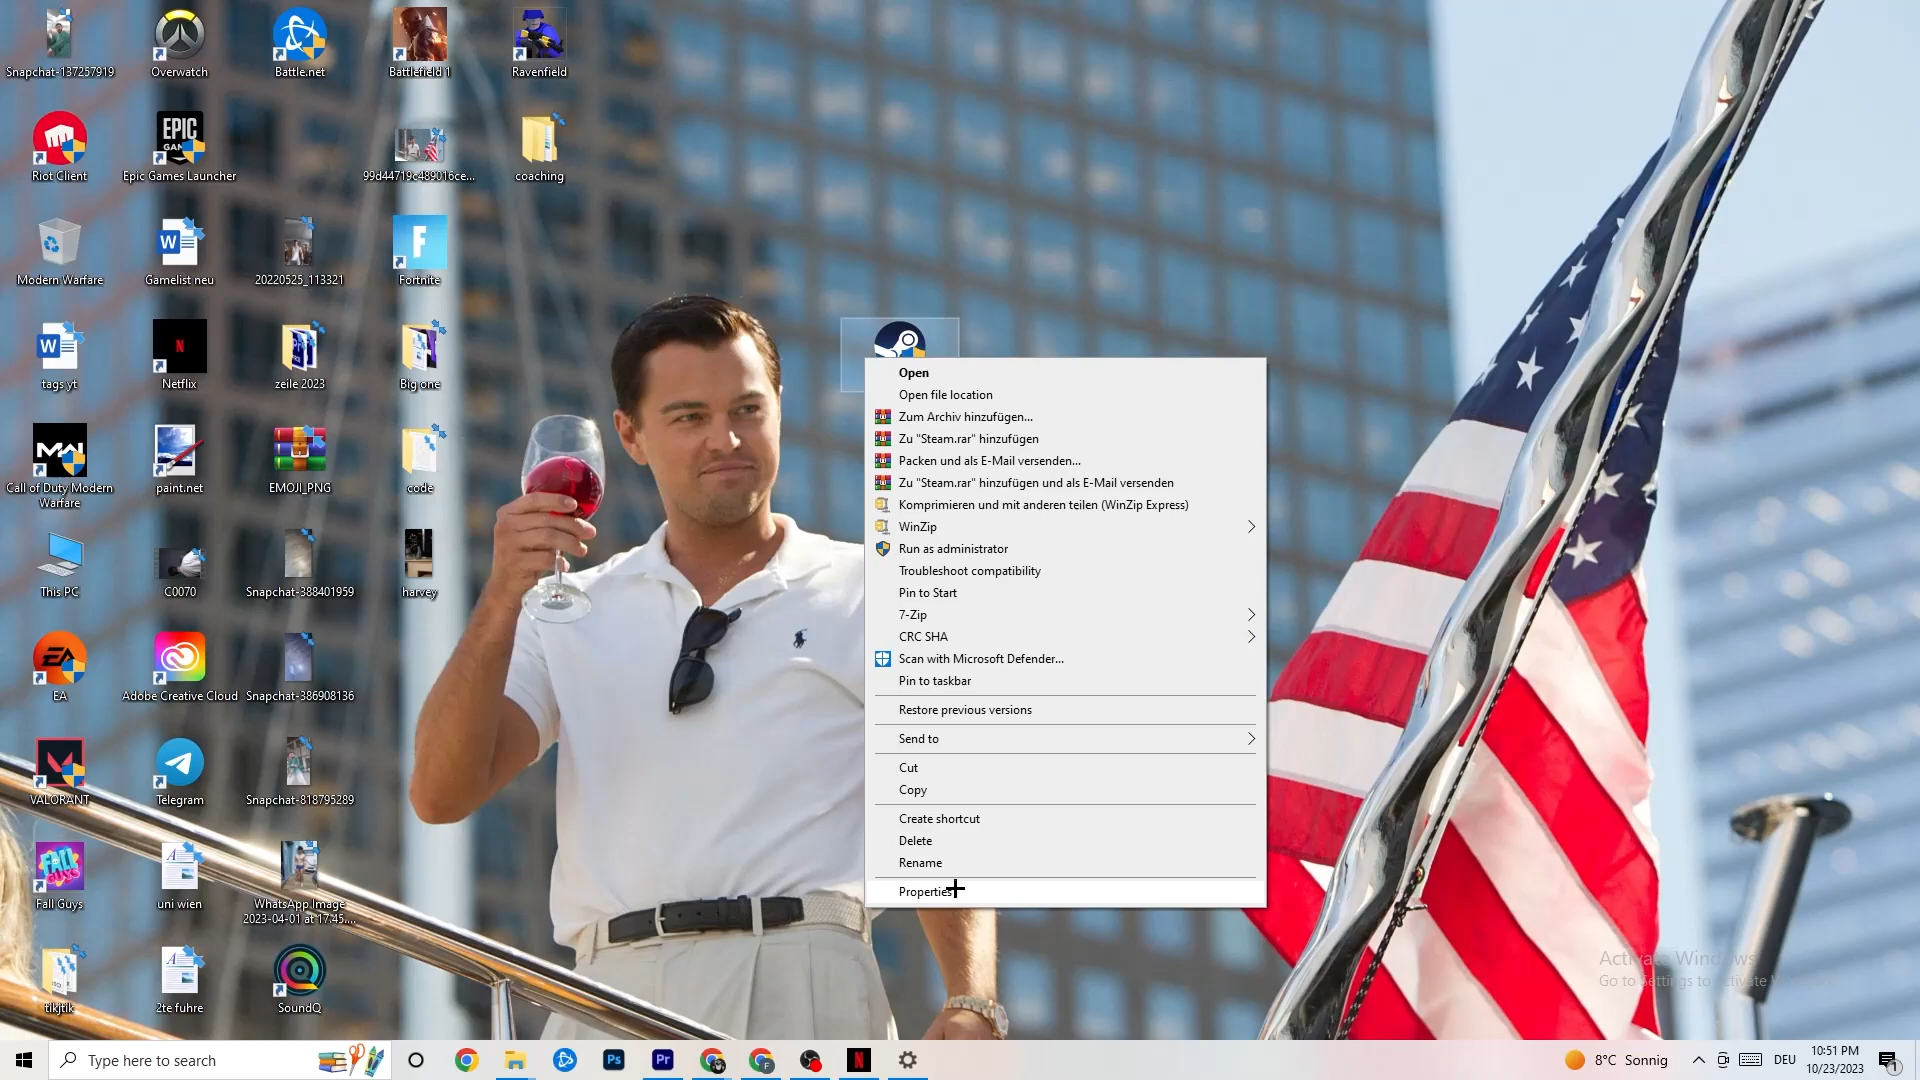 Snapchat-137257919
Overwatch
Battle.net
Battlefield 1
Ravenfield
Riot Client
EPIC
Epic Games Launcher
99d44719c489016ce...
coaching
Modern Warfare
Gamelist neu
20220525_113321
Fortnite
tags yt
Netflix
zeile 2023
Big one
Call of Duty Modern
Warfare
paint.net
EMOJI_PNG
code
This PC
C0070
Snapchat-388401959
harvey
EA
Adobe Creative Cloud
Snapchat-386908136
VALORANT
Telegram
Snapchat-818795289
Fall Guys
uni wien
WhatsApp Image
2023-04-01 at 17.45....
tikjtik
2te fuhre
SoundQ
Open
Open file location
Zum Archiv hinzufügen...
Zu "Steam.rar" hinzufügen
Packen und als E-Mail versenden...
Zu "Steam.rar" hinzufügen und als E-Mail versenden
Komprimieren und mit anderen teilen (WinZip Express)
WinZip
Run as administrator
Troubleshoot compatibility
Pin to Start
7-Zip
CRC SHA
Scan with Microsoft Defender...
Pin to taskbar
Restore previous versions
Send to
Cut
Copy
Create shortcut
Delete
Rename
Properties
Activate Windows
Go to Settings to activate
Type here to search
Ps
Pr
8°C Sonnig
DEU
10:51 PM
10/23/2023
1